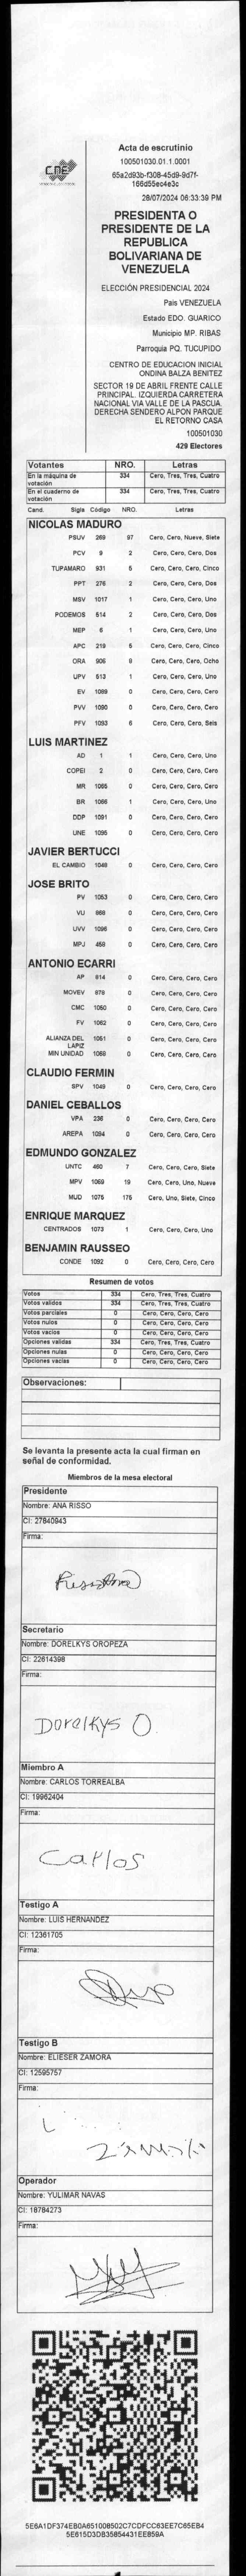 CNE
Acta de escrutinio
100501030.01.1.0001
65a2d93b-f308-45d9-9d7f-
166d55ec4e3c
28/07/2024 06:33:39 PM
PRESIDENTA O
PRESIDENTE DE LA
REPUBLICA
BOLIVARIANA DE
VENEZUELA
ELECCIÓN PRESIDENCIAL 2024
Pais VENEZUELA
Estado EDO. GUARICO
Municipio MP. RIBAS
Parroquia PQ. TUCUPIDO
CENTRO DE EDUCACION INICIAL
ONDINA BALZA BENITEZ
SECTOR 19 DE ABRIL FRENTE CALLE
PRINCIPAL. IZQUIERDA CARRETERA
NACIONAL VIA VALLE DE LA PASCUA.
DERECHA SENDERO ALPON PARQUE
EL RETORNO CASA
100501030
429 Electores
Votantes NRO. Letras
En la máquina de votación 334 Cero, Tres, Tres, Cuatro
En el cuaderno de votación 334 Cero, Tres, Tres, Cuatro
Cand. Sigla Código NRO. Letras
NICOLAS MADURO
PSUV 269 97 Cero, Cero, Nueve, Siete
PCV 9 2 Cero, Cero, Cero, Dos
TUPAMARO 931 5 Cero, Cero, Cero, Cinco
PPT 276 2 Cero, Cero, Cero, Dos
MSV 1017 1 Cero, Cero, Cero, Uno
PODEMOS 514 2 Cero, Cero, Cero, Dos
MEP 6 1 Cero, Cero, Cero, Uno
APC 219 5 Cero, Cero, Cero, Cinco
ORA 906 8 Cero, Cero, Cero, Ocho
UPV 513 1 Cero, Cero, Cero, Uno
EV 1089 0 Cero, Cero, Cero, Cero
PVV 1090 0 Cero, Cero, Cero, Cero
PFV 1093 6 Cero, Cero, Cero, Seis
LUIS MARTINEZ
AD 1 1 Cero, Cero, Cero, Uno
COPEI 2 0 Cero, Cero, Cero, Cero
MR 1065 0 Cero, Cero, Cero, Cero
BR 1066 1 Cero, Cero, Cero, Uno
DDP 1091 0 Cero, Cero, Cero, Cero
UNE 1095 0 Cero, Cero, Cero, Cero
JAVIER BERTUCCI
EL CAMBIO 1048 0 Cero, Cero, Cero, Cero
JOSE BRITO
PV 1053 0 Cero, Cero, Cero, Cero
VU 868 0 Cero, Cero, Cero, Cero
UVV 1096 0 Cero, Cero, Cero, Cero
MPJ 458 0 Cero, Cero, Cero, Cero
ANTONIO ECARRI
AP 814 0 Cero, Cero, Cero, Cero
MOVEV 879 0 Cero, Cero, Cero, Cero
CMC 1050 0 Cero, Cero, Cero, Cero
FV 1062 0 Cero, Cero, Cero, Cero
ALIANZA DEL LÁPIZ 1051 0 Cero, Cero, Cero, Cero
MIN UNIDAD 1068 0 Cero, Cero, Cero, Cero
CLAUDIO FERMIN
SPV 1049 0 Cero, Cero, Cero, Cero
DANIEL CEBALLOS
VPA 236 0 Cero, Cero, Cero, Cero
AREPA 1094 0 Cero, Cero, Cero, Cero
EDMUNDO GONZALEZ
UNTC 460 7 Cero, Cero, Cero, Siete
MPV 1069 19 Cero, Cero, Uno, Nueve
MUD 1075 175 Cero, Uno, Siete, Cinco
ENRIQUE MARQUEZ
CENTRADOS 1073 1 Cero, Cero, Cero, Uno
BENJAMIN RAUSSEO
CONDE 1092 0 Cero, Cero, Cero, Cero
Resumen de votos
Votos 334 Cero, Tres, Tres, Cuatro
Votos validos 334 Cero, Tres, Tres, Cuatro
Votos parciales 0 Cero, Cero, Cero, Cero
Votos nulos 0 Cero, Cero, Cero, Cero
Votos vacios 0 Cero, Cero, Cero, Cero
Opciones validas 334 Cero, Tres, Tres, Cuatro
Opciones nulas 0 Cero, Cero, Cero, Cero
Opciones vacias 0 Cero, Cero, Cero, Cero
Observaciones:
Se levanta la presente acta la cual firman en
señal de conformidad.
Miembros de la mesa electoral
Presidente
Nombre: ANA RISSO
CI: 27840943
Firma:
Secretario
Nombre: DORELKYS OROPEZA
CI: 22614398
Firma:
Dorelkys O.
Miembro A
Nombre: CARLOS TORREALBA
CI: 19962404
Firma:
Carlos
Testigo A
Nombre: LUIS HERNANDEZ
CI: 12361705
Firma:
Testigo B
Nombre: ELIESER ZAMORA
CI: 12595757
Firma:
Operador
Nombre: YULIMAR NAVAS
CI: 18784273
Firma:
5E6A1DF374EB0A651008502C7CDFCC63EE7C65EB4
5E615D3DB35854431EE859A